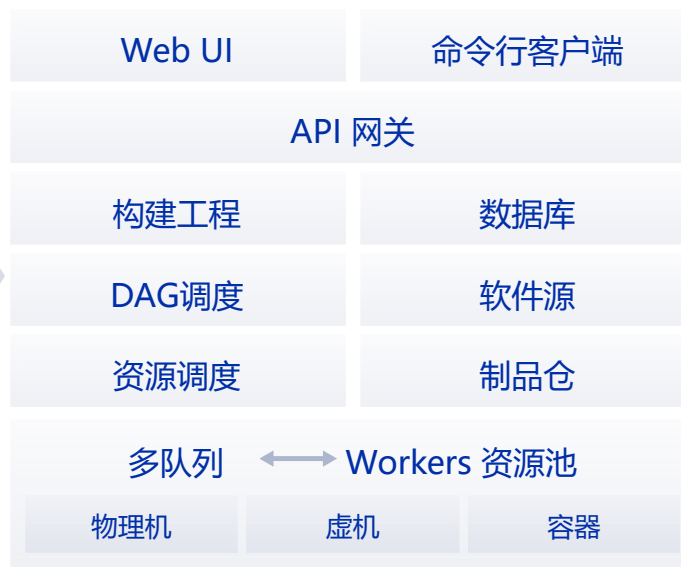 Web UI
命令行客户端
API 网关
构建工程
数据库
DAG调度
软件源
资源调度
制品仓
多队列
Workers 资源池
物理机
虚机
容器